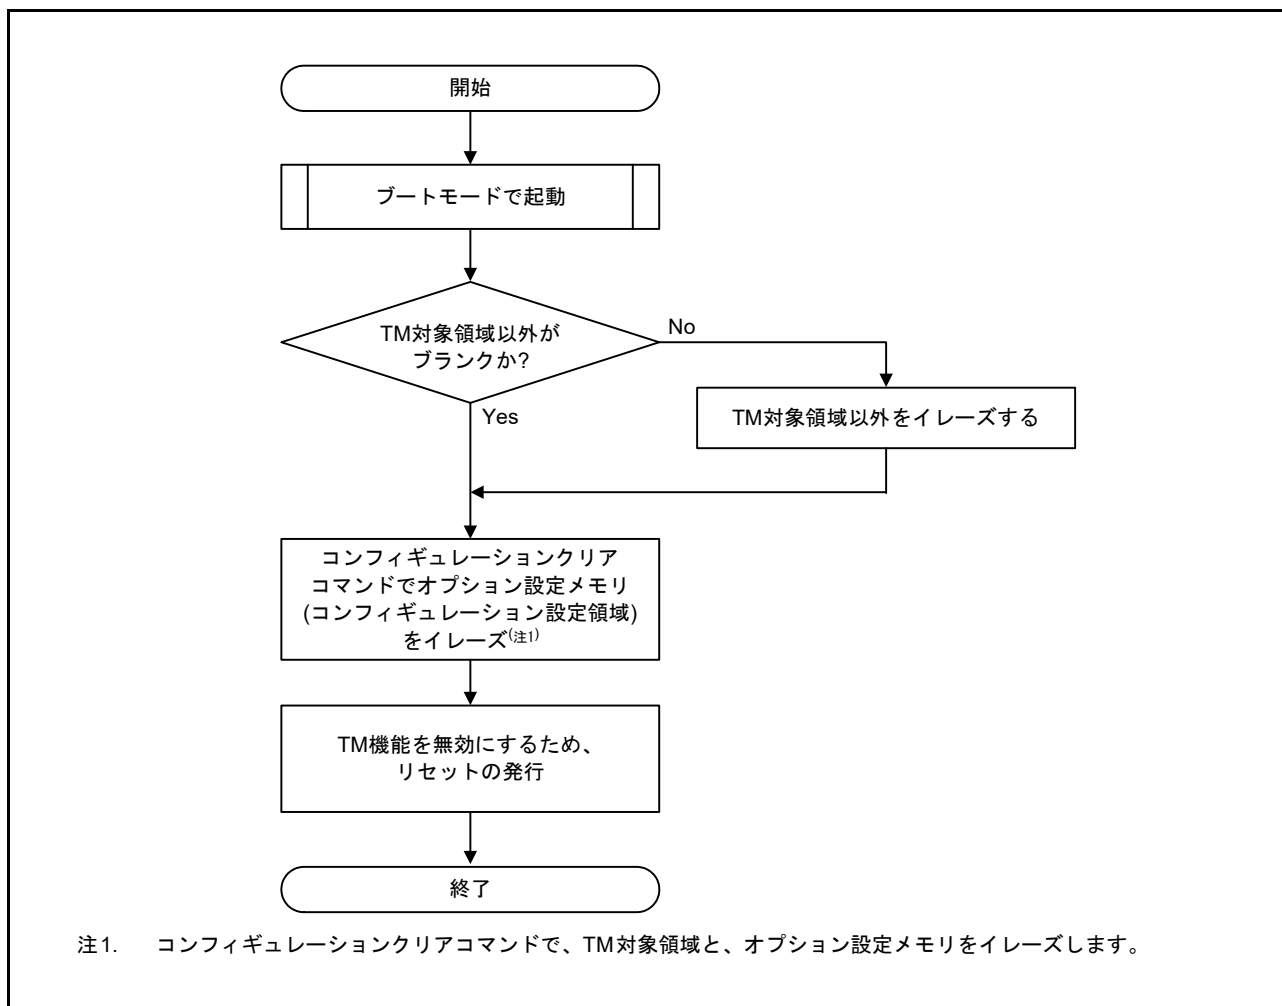 開始
ブートモードで起動
TM対象領域以外が
ブランクか?
No
Yes
TM対象領域以外をイレーズする
コンフィギュレーションクリア
コマンドでオプション設定メモリ
(コンフィギュレーション設定領域)
をイレーズ(注1)
TM機能を無効にするため、
リセットの発行
終了
注1. コンフィギュレーションクリアコマンドで、TM対象領域と、オプション設定メモリをイレーズします。